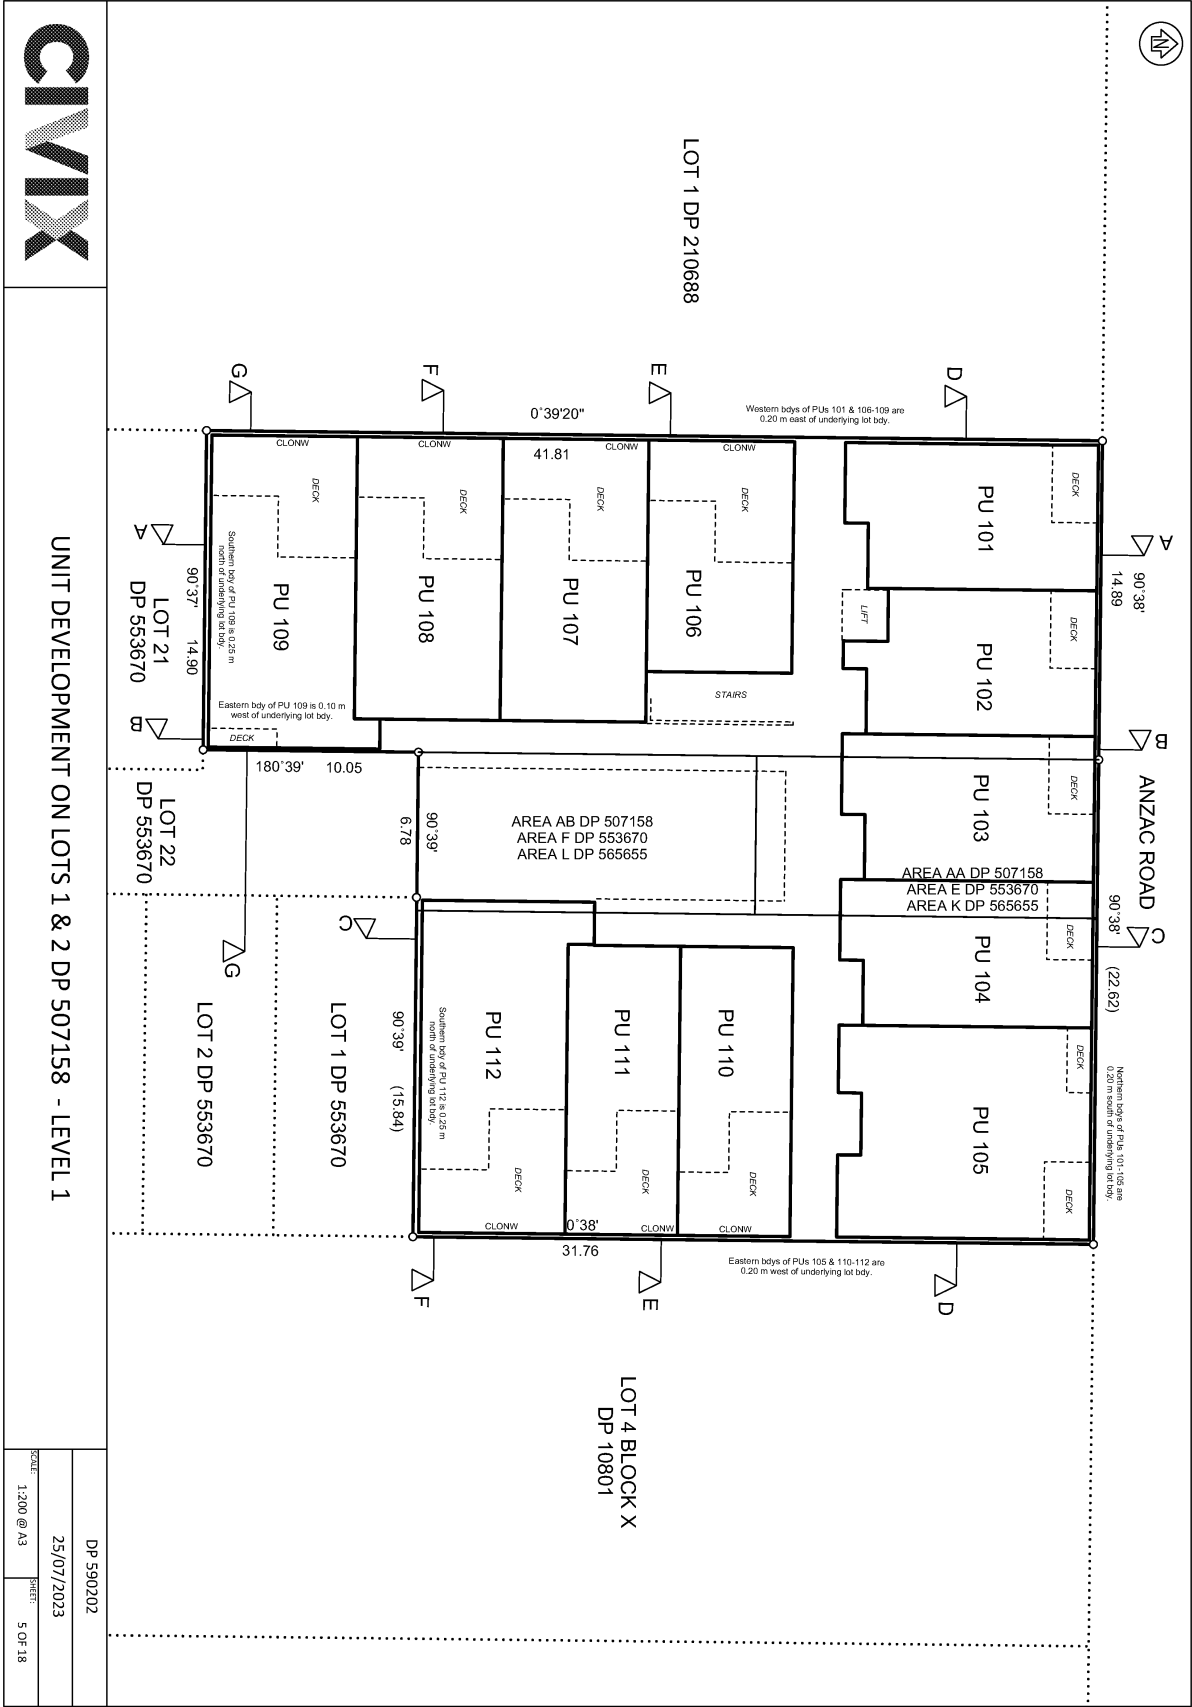 N
ANZAC ROAD
A
90°38'
14.89
B
90°38'
(22.62)
C
Northern bdys of PUs 101-105 are
0.20 m south of underlying lot bdy.
DECK
DECK
DECK
DECK
DECK
DECK
PU 101
PU 102
PU 103
PU 104
PU 105
AREA AA DP 507158
AREA E DP 553670
AREA K DP 565655
LIFT
D
D
Western bdys of PUs 101 & 106-109 are
0.20 m east of underlying lot bdy.
Eastern bdys of PUs 105 & 110-112 are
0.20 m west of underlying lot bdy.
LOT 1 DP 210688
CLONW
DECK
PU 106
STAIRS
PU 110
DECK
CLONW
E
E
CLONW
DECK
PU 107
PU 111
DECK
CLONW
0°39'20"
41.81
0°38'
31.76
AREA AB DP 507158
AREA F DP 553670
AREA L DP 565655
LOT 4 BLOCK X
DP 10801
F
F
CLONW
DECK
PU 108
PU 112
DECK
CLONW
90°39'
6.78
Southern bdy of PU 112 is 0.25 m
north of underlying lot bdy.
90°39'
(15.84)
C
G
G
CLONW
DECK
PU 109
Southern bdy of PU 109 is 0.25 m
north of underlying lot bdy.
Eastern bdy of PU 109 is 0.10 m
west of underlying lot bdy.
DECK
180°39' 10.05
90°37' 14.90
A
B
LOT 21
DP 553670
LOT 22
DP 553670
LOT 1 DP 553670
LOT 2 DP 553670
CIVIX
UNIT DEVELOPMENT ON LOTS 1 & 2 DP 507158 - LEVEL 1
DP 590202
25/07/2023
SCALE:
1:200 @ A3
SHEET:
5 OF 18